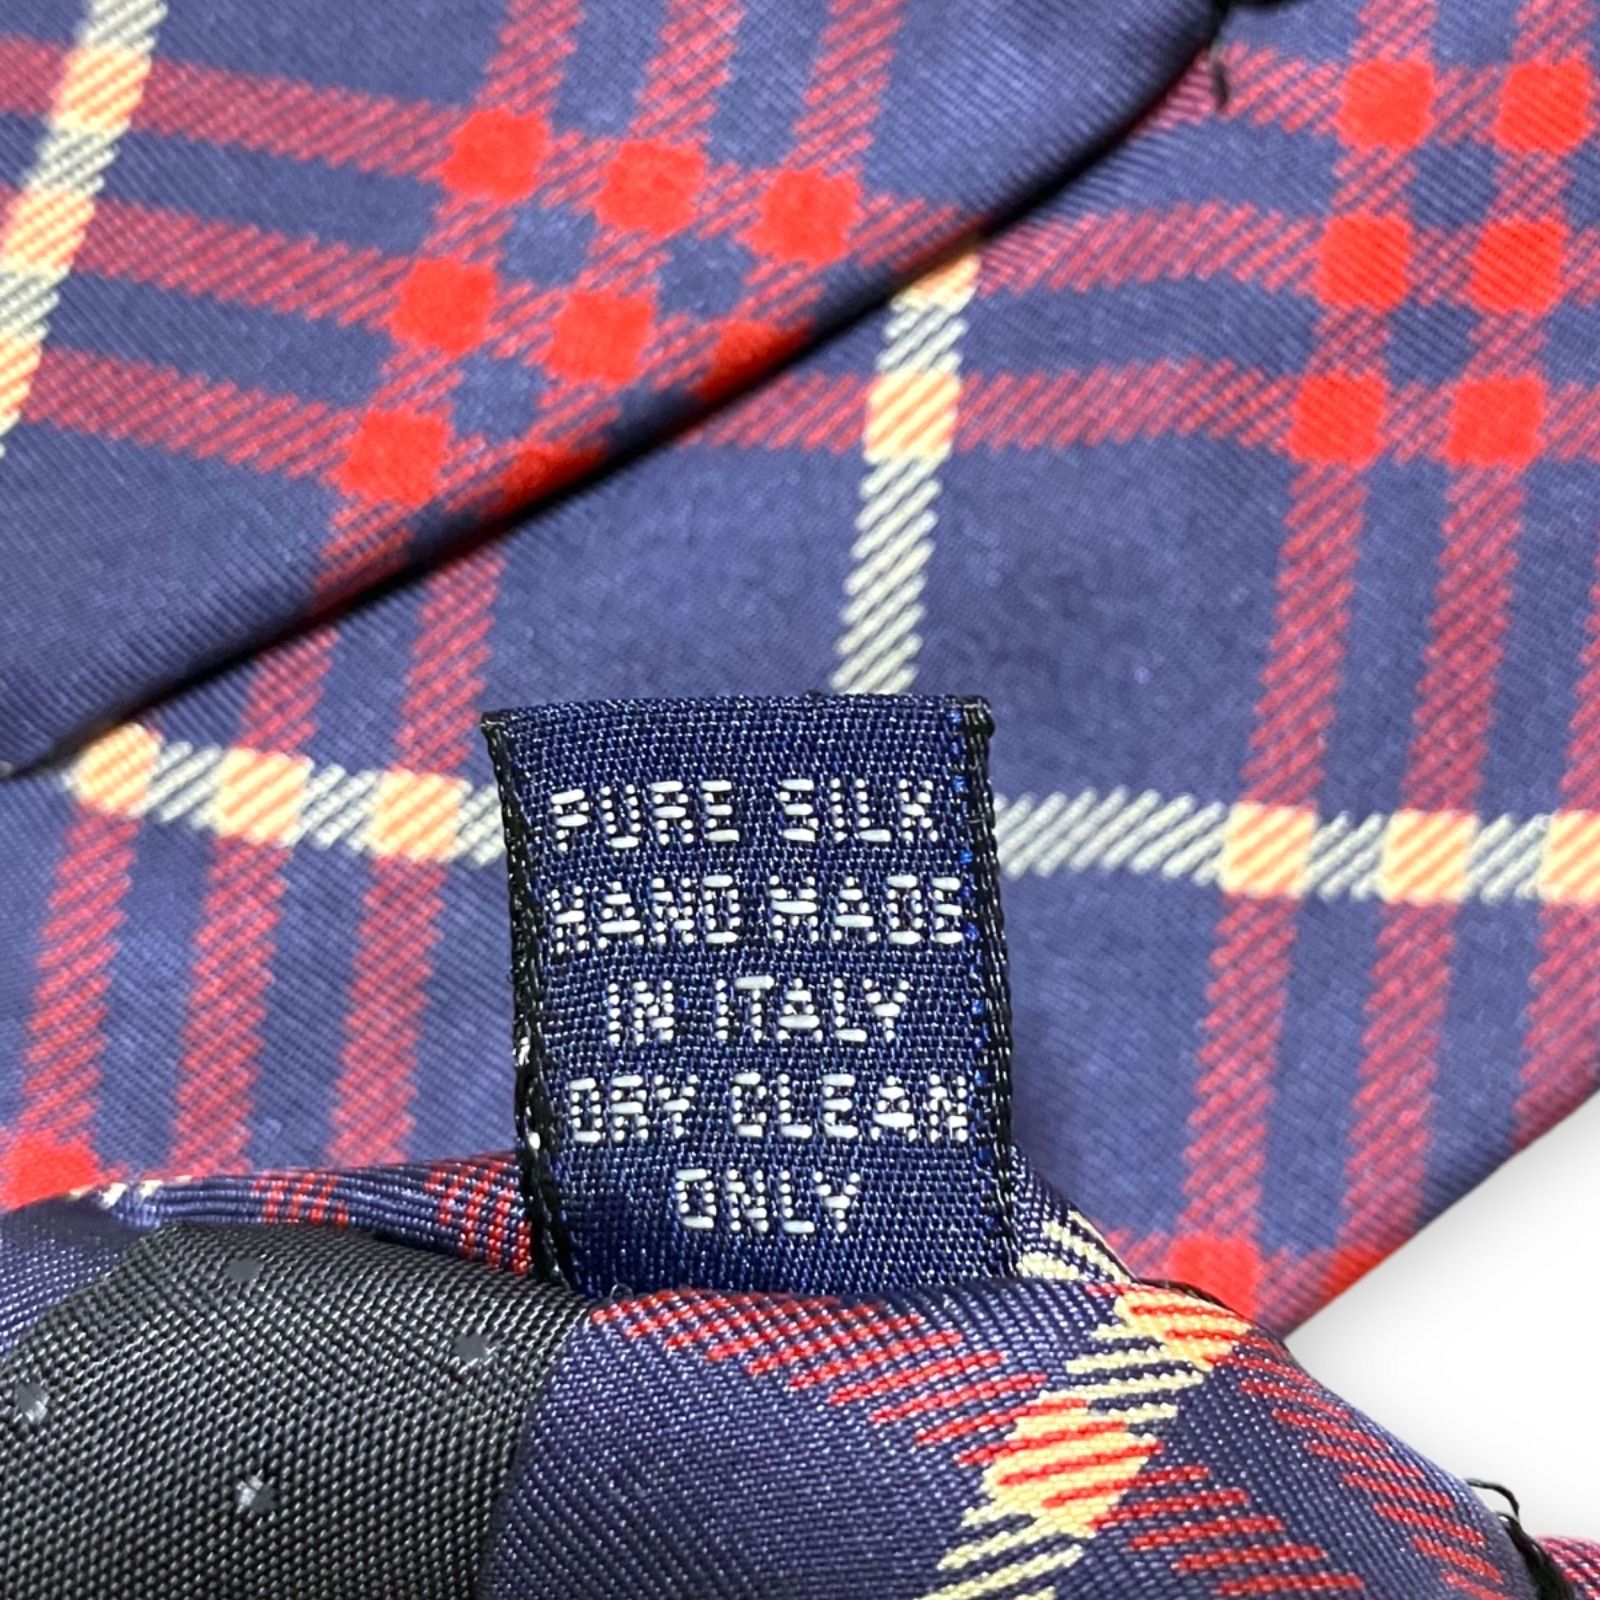 PURE SILK
HAND MADE
IN ITALY
DRY CLEAN
ONLY